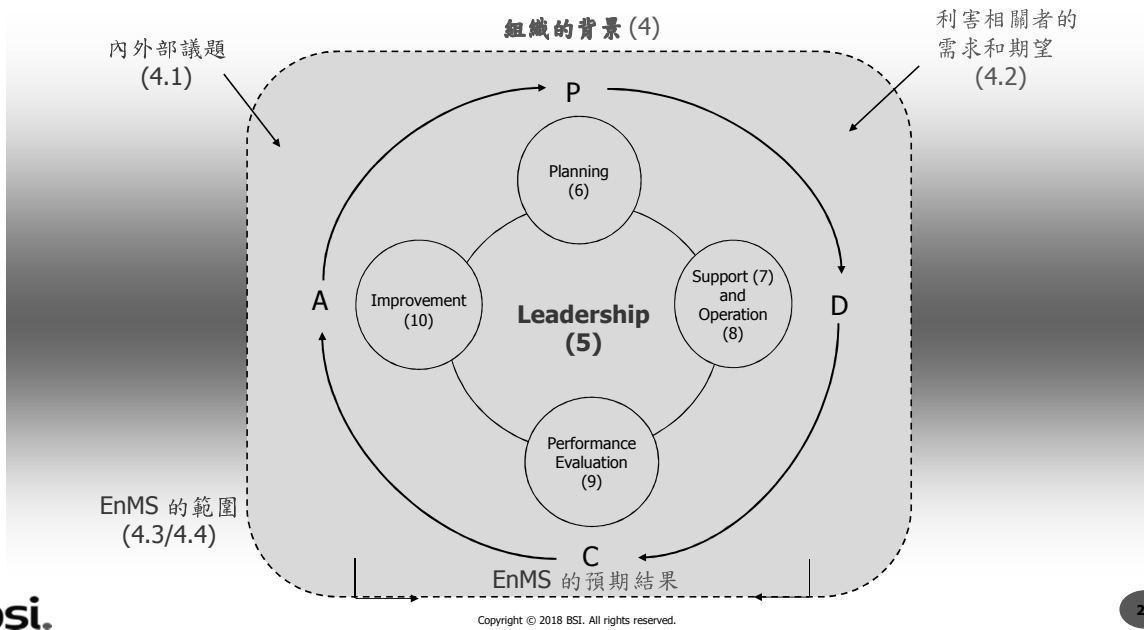 組織的背景 (4)
內外部議題
(4.1)
利害相關者的
需求和期望
(4.2)
P
Planning
(6)
A
Improvement
(10)
Leadership
(5)
Support (7)
and
Operation
(8)
D
Performance
Evaluation
(9)
EnMS 的範圍
(4.3/4.4)
C
EnMS 的預期結果
bsi.
Copyright © 2018 BSI. All rights reserved.
2